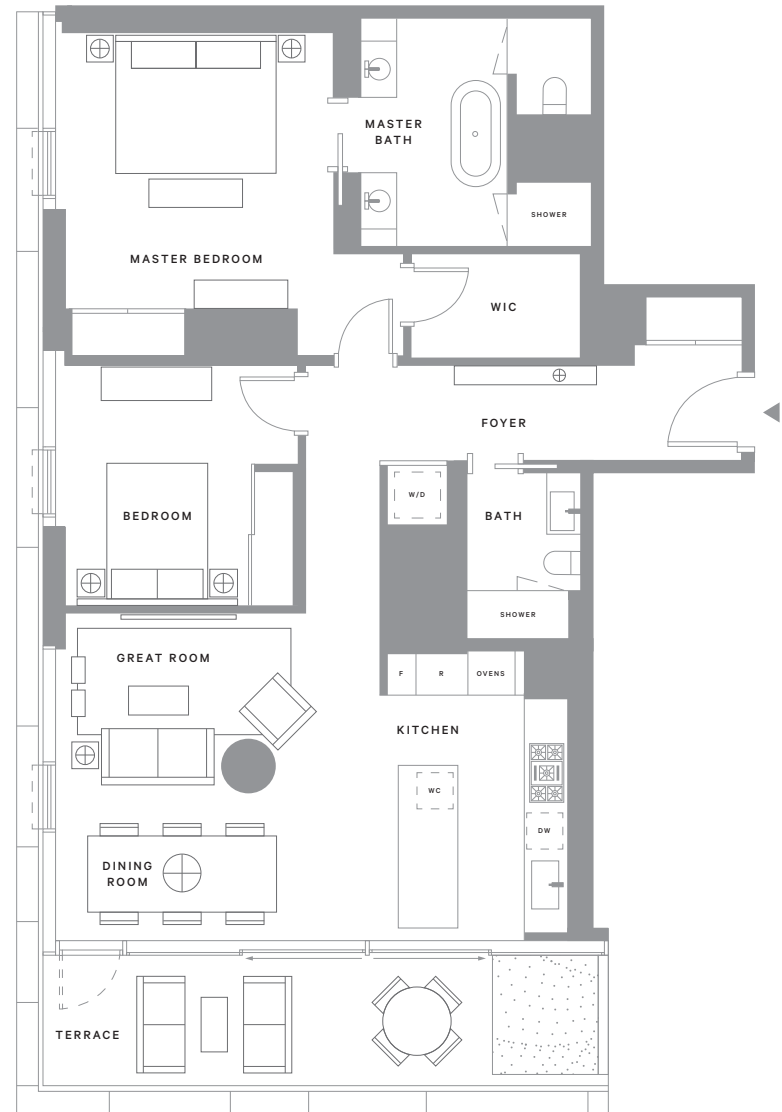 MASTER
BATH
SHOWER
MASTER BEDROOM
WIC
FOYER
W/D
BEDROOM
BATH
SHOWER
GREAT ROOM
F
R
OVENS
KITCHEN
WC
DW
DINING
ROOM
TERRACE